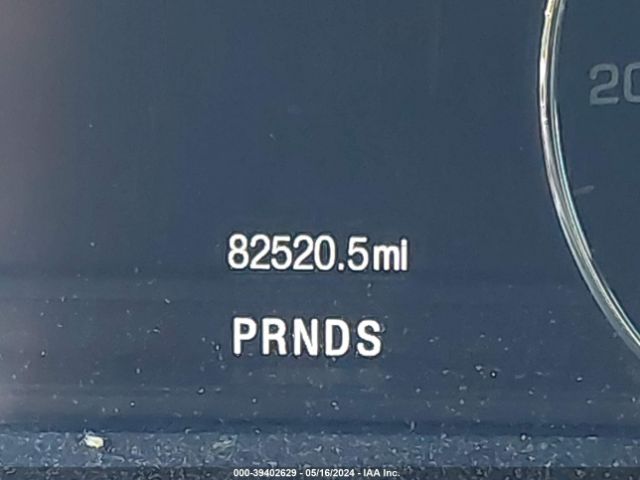 20
82520.5mi
PRNDS
000-39402629 - 05/16/2024 - IAA Inc.